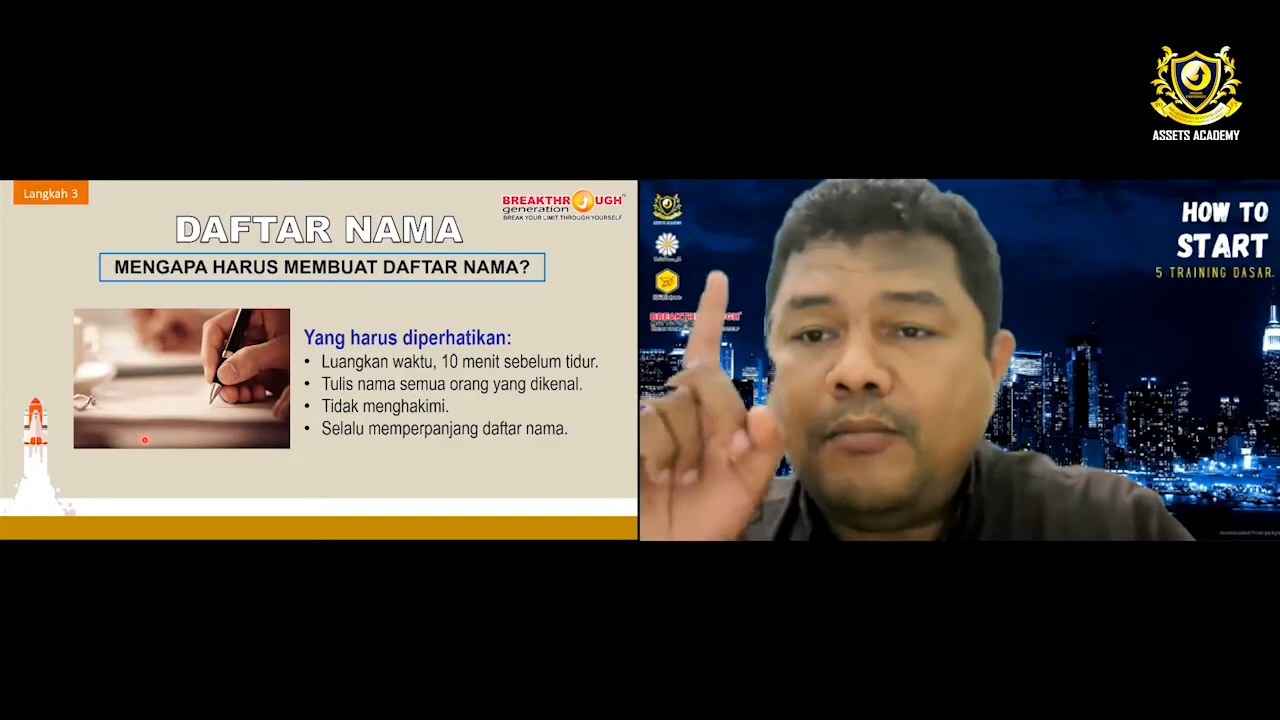 ASSETS ACADEMY
Langkah 3
BREAKTHROUGH
generation
BREAK YOUR LIMIT THROUGH YOURSELF
DAFTAR NAMA
MENGAPA HARUS MEMBUAT DAFTAR NAMA?
Yang harus diperhatikan:
• Luangkan waktu, 10 menit sebelum tidur.
• Tulis nama semua orang yang dikenal.
• Tidak menghakimi.
• Selalu memperpanjang daftar nama.
ASSETS ACADEMY
HOW TO
START
5 TRAINING DASAR.